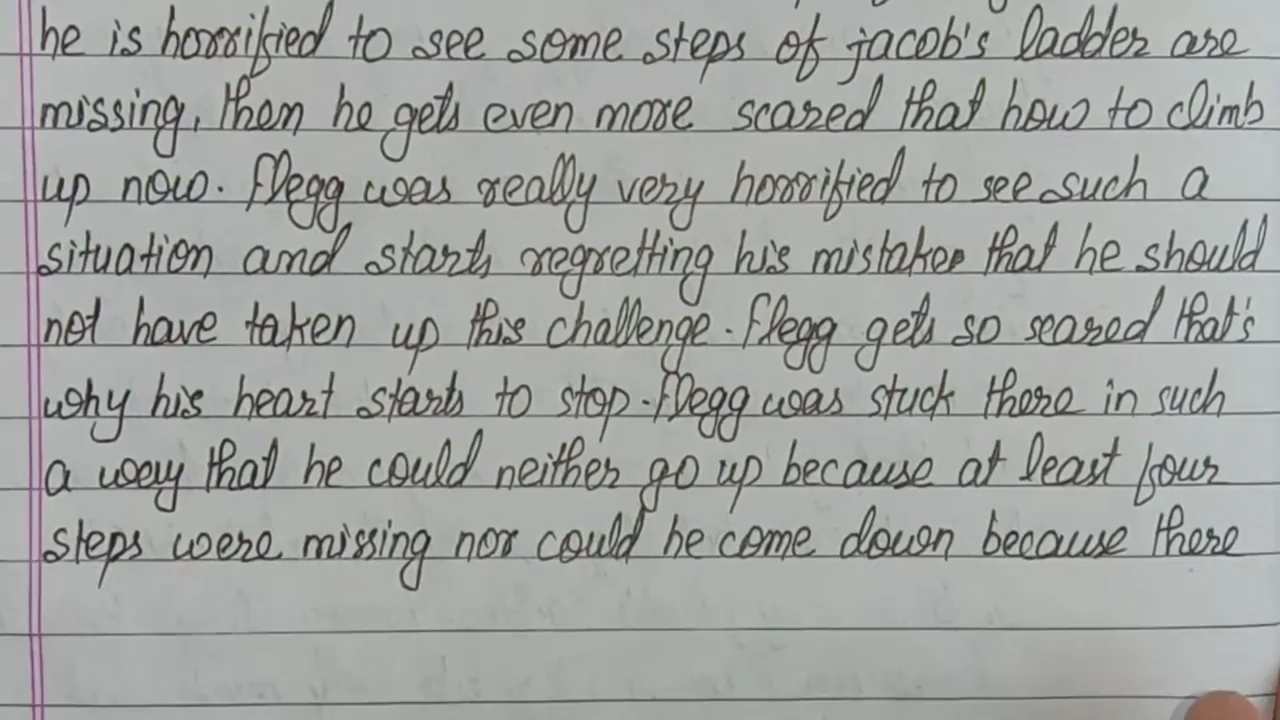 he is horrified to see some steps of jacob's ladder are
missing, then he gets even more scared that how to climb
up now. Flegg was really very horrified to see such a
situation and starts regretting his mistakes that he should
not have taken up this challenge. Flegg gets so scared that's
why his heart starts to stop. Flegg was stuck there in such
a way that he could neither go up because at least four
steps were missing nor could he come down because there